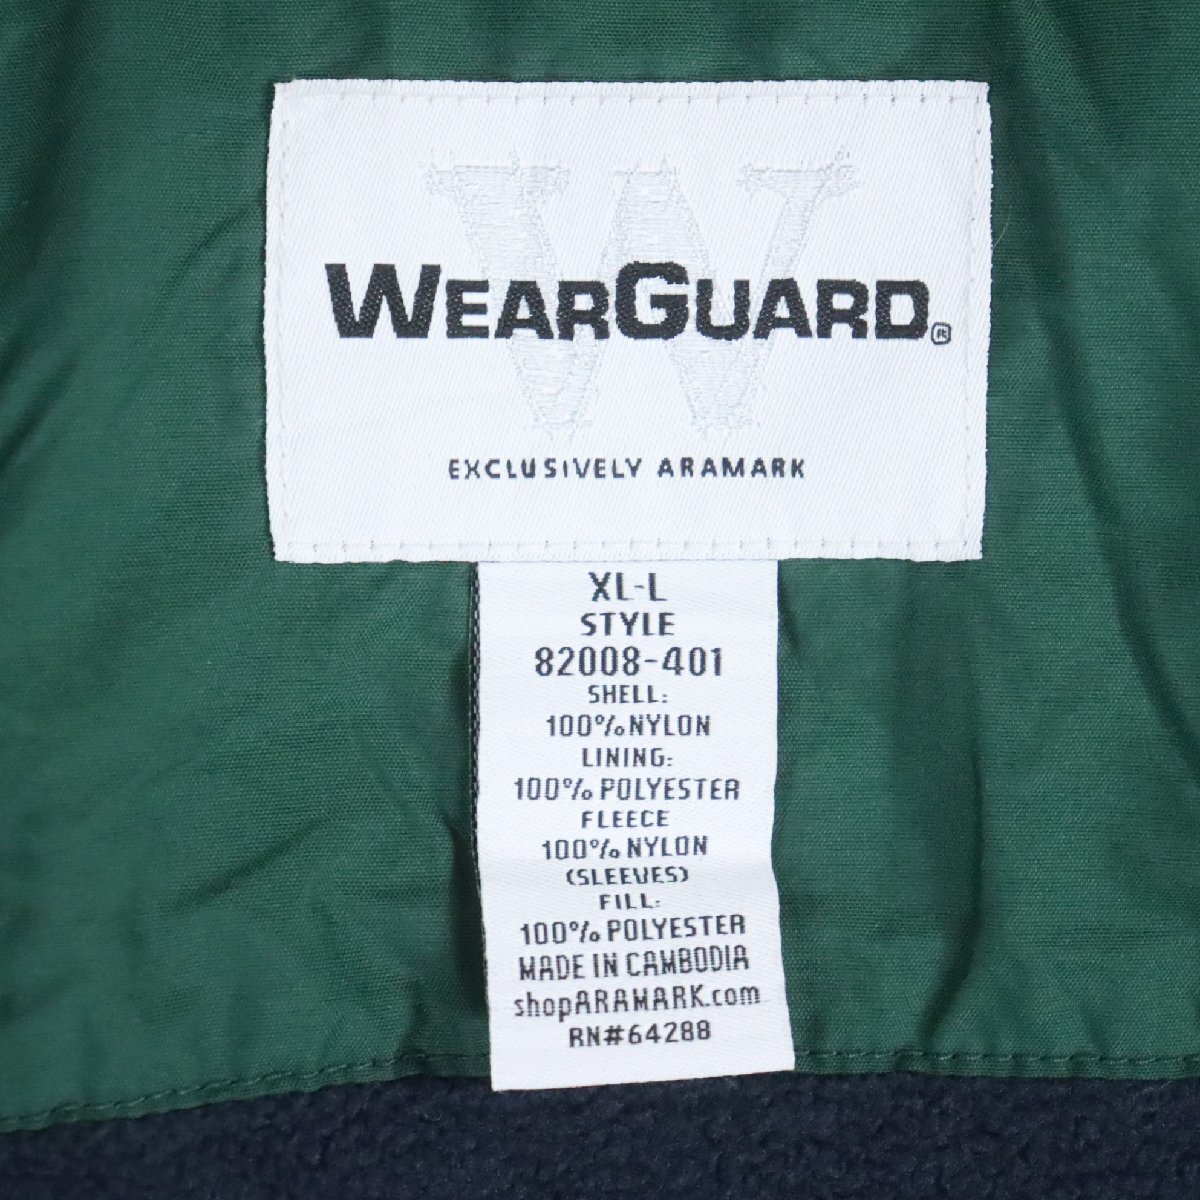 W
WEARGUARD®
EXCLUSIVELY ARAMARK
XL-L
STYLE
82008-401
SHELL:
100% NYLON
LINING:
100% POLYESTER
FLEECE
100% NYLON
(SLEEVES)
FILL:
100% POLYESTER
MADE IN CAMBODIA
shopARAMARK.com
RN#64288